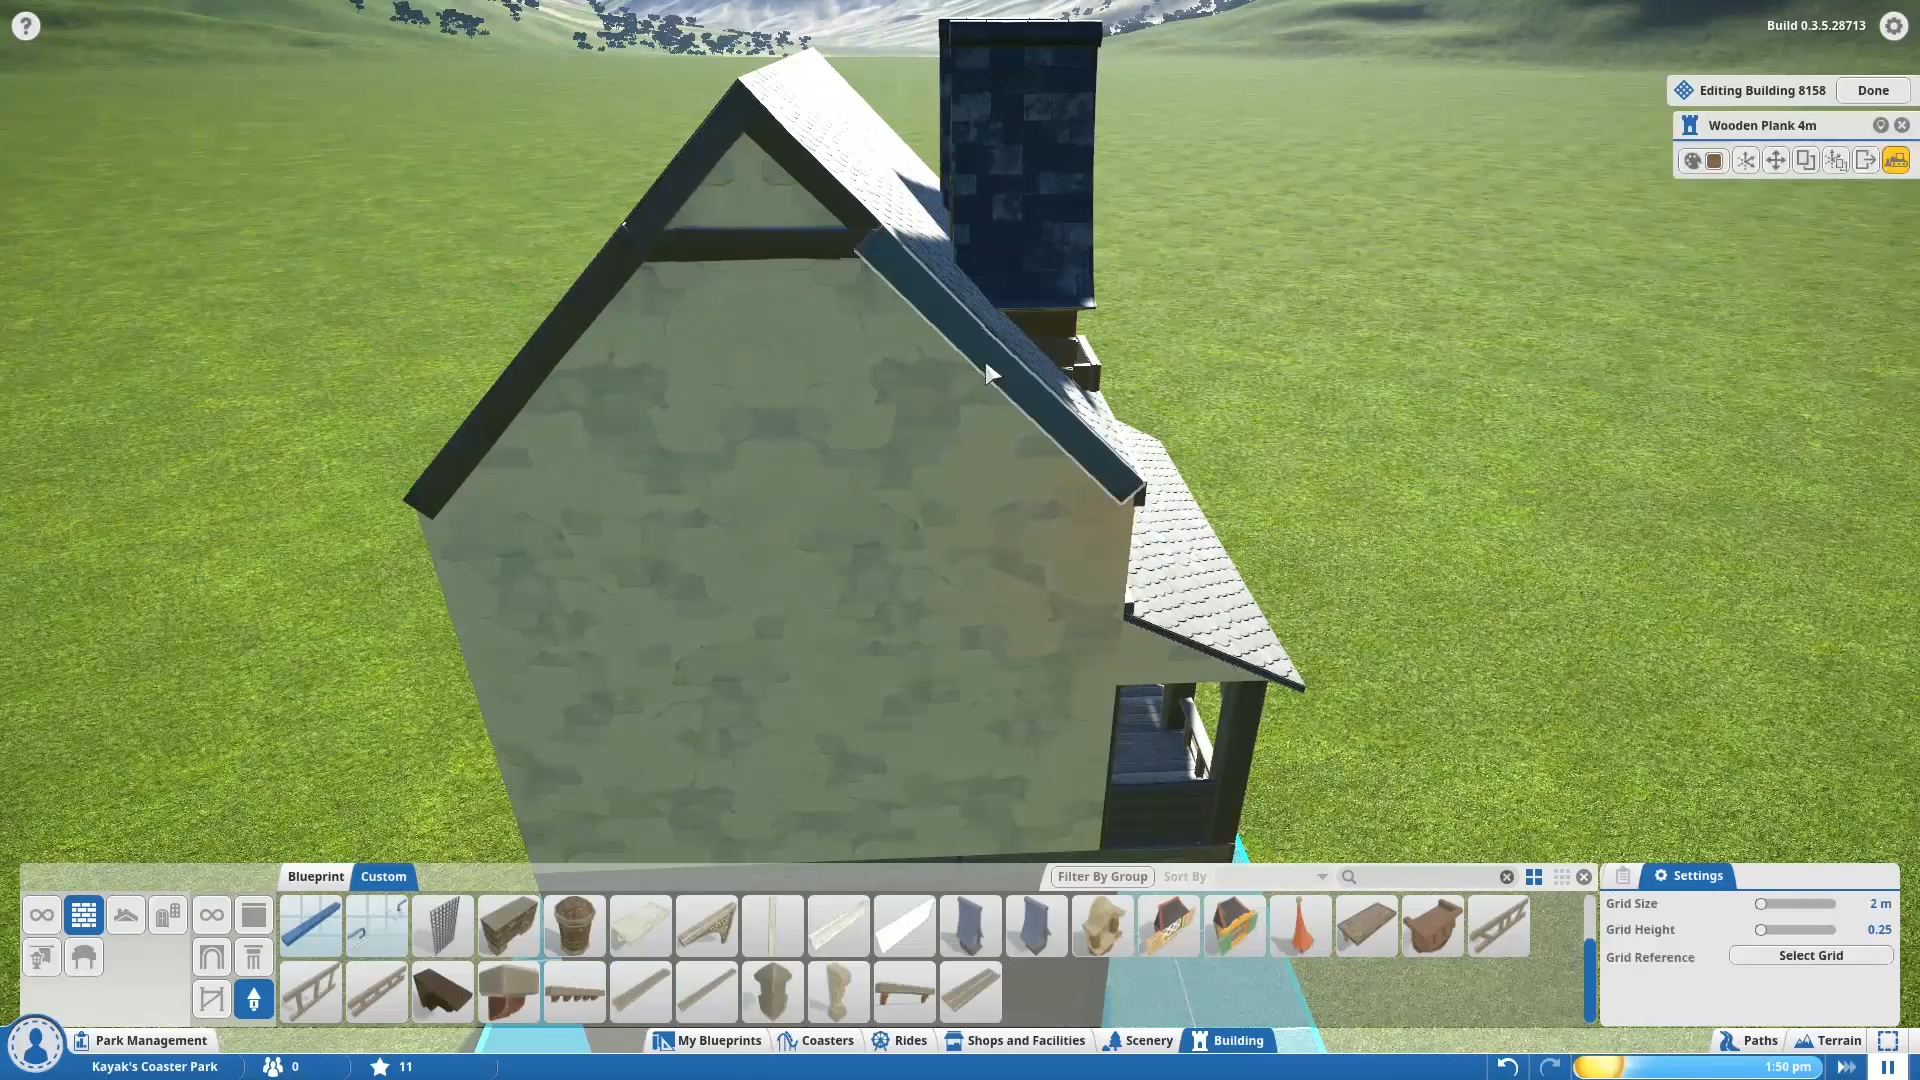 ?
Build 0.3.5.28713
Editing Building 8158
Done
Wooden Plank 4m
Blueprint
Custom
Filter By Group
Sort By
Settings
Grid Size
2 m
Grid Height
0.25
Grid Reference
Select Grid
Park Management
My Blueprints
Coasters
Rides
Shops and Facilities
Scenery
Building
Paths
Terrain
Kayak's Coaster Park
0
11
1:50 pm